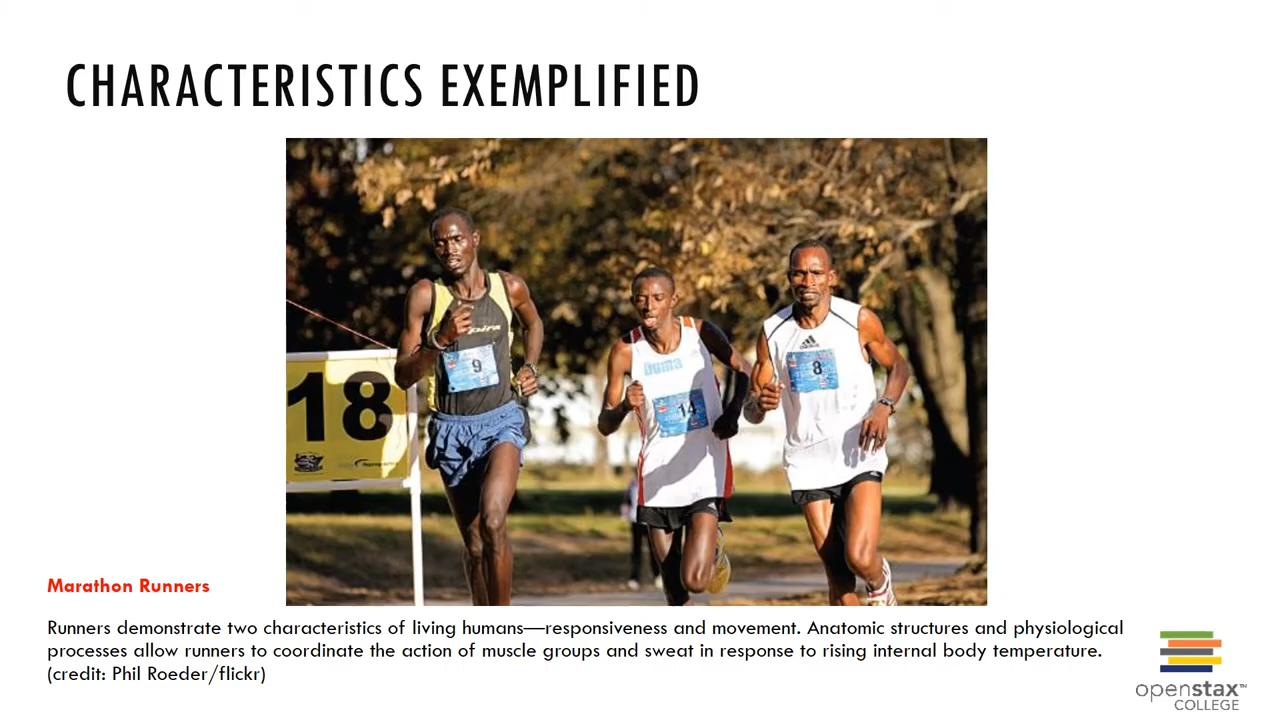 CHARACTERISTICS EXEMPLIFIED
9
14
8
18
Marathon Runners
Runners demonstrate two characteristics of living humans—responsiveness and movement. Anatomic structures and physiological
processes allow runners to coordinate the action of muscle groups and sweat in response to rising internal body temperature.
(credit: Phil Roeder/flickr)
openstax™
COLLEGE